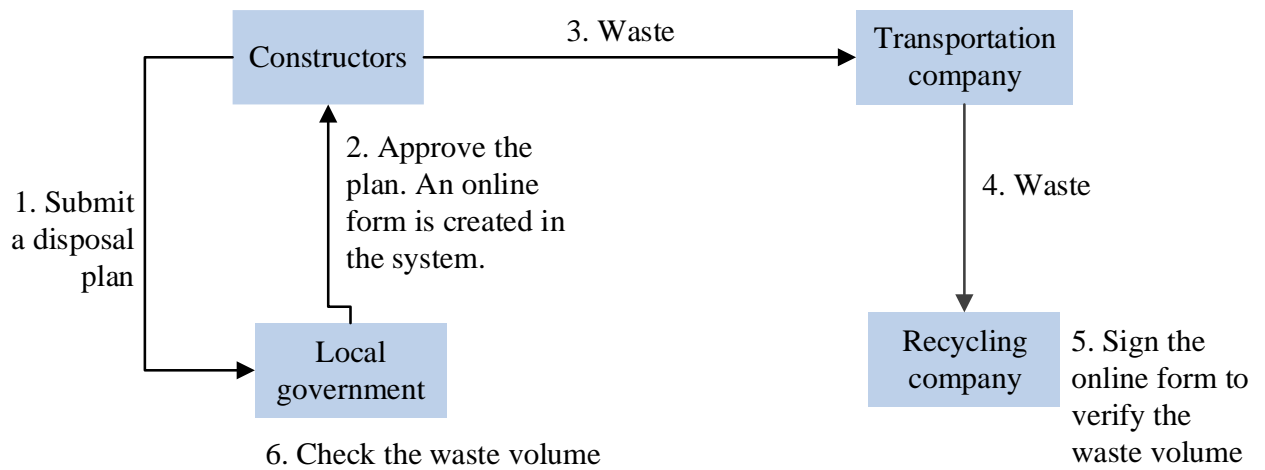 Constructors
3. Waste
Transportation
company
1. Submit
a disposal
plan
2. Approve the
plan. An online
form is created in
the system.
4. Waste
Local
government
Recycling
company
5. Sign the
online form to
verify the
waste volume
6. Check the waste volume